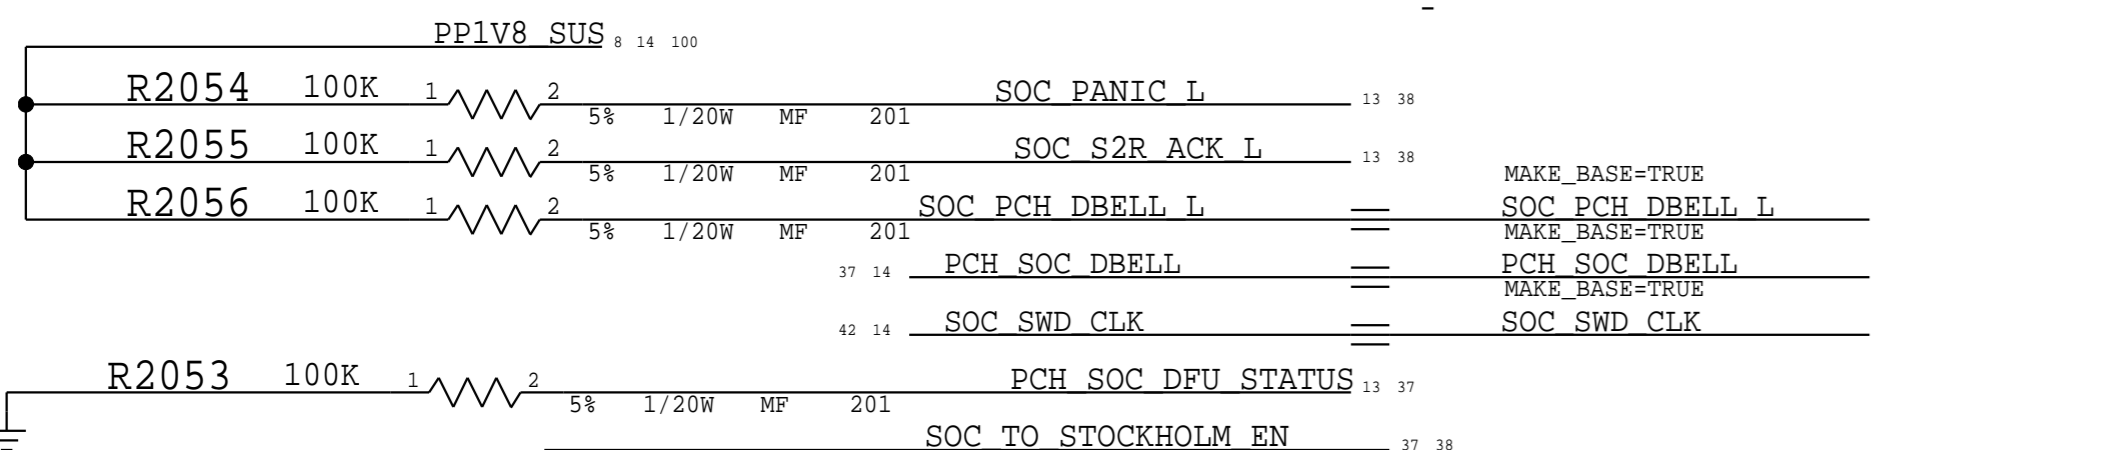 PP1V8_SUS 8 14 100
R2054 100K 1 2 SOC_PANIC_L 13 38
5% 1/20W MF 201
R2055 100K 1 2 SOC_S2R_ACK_L 13 38
5% 1/20W MF 201 MAKE_BASE=TRUE
R2056 100K 1 2 SOC_PCH_DBELL_L SOC_PCH_DBELL_L
5% 1/20W MF 201 MAKE_BASE=TRUE
37 14 PCH_SOC_DBELL PCH_SOC_DBELL
MAKE_BASE=TRUE
42 14 SOC_SWD_CLK SOC_SWD_CLK
R2053 100K 1 2 PCH_SOC_DFU_STATUS 13 37
5% 1/20W MF 201
SOC_TO_STOCKHOLM_EN 37 38